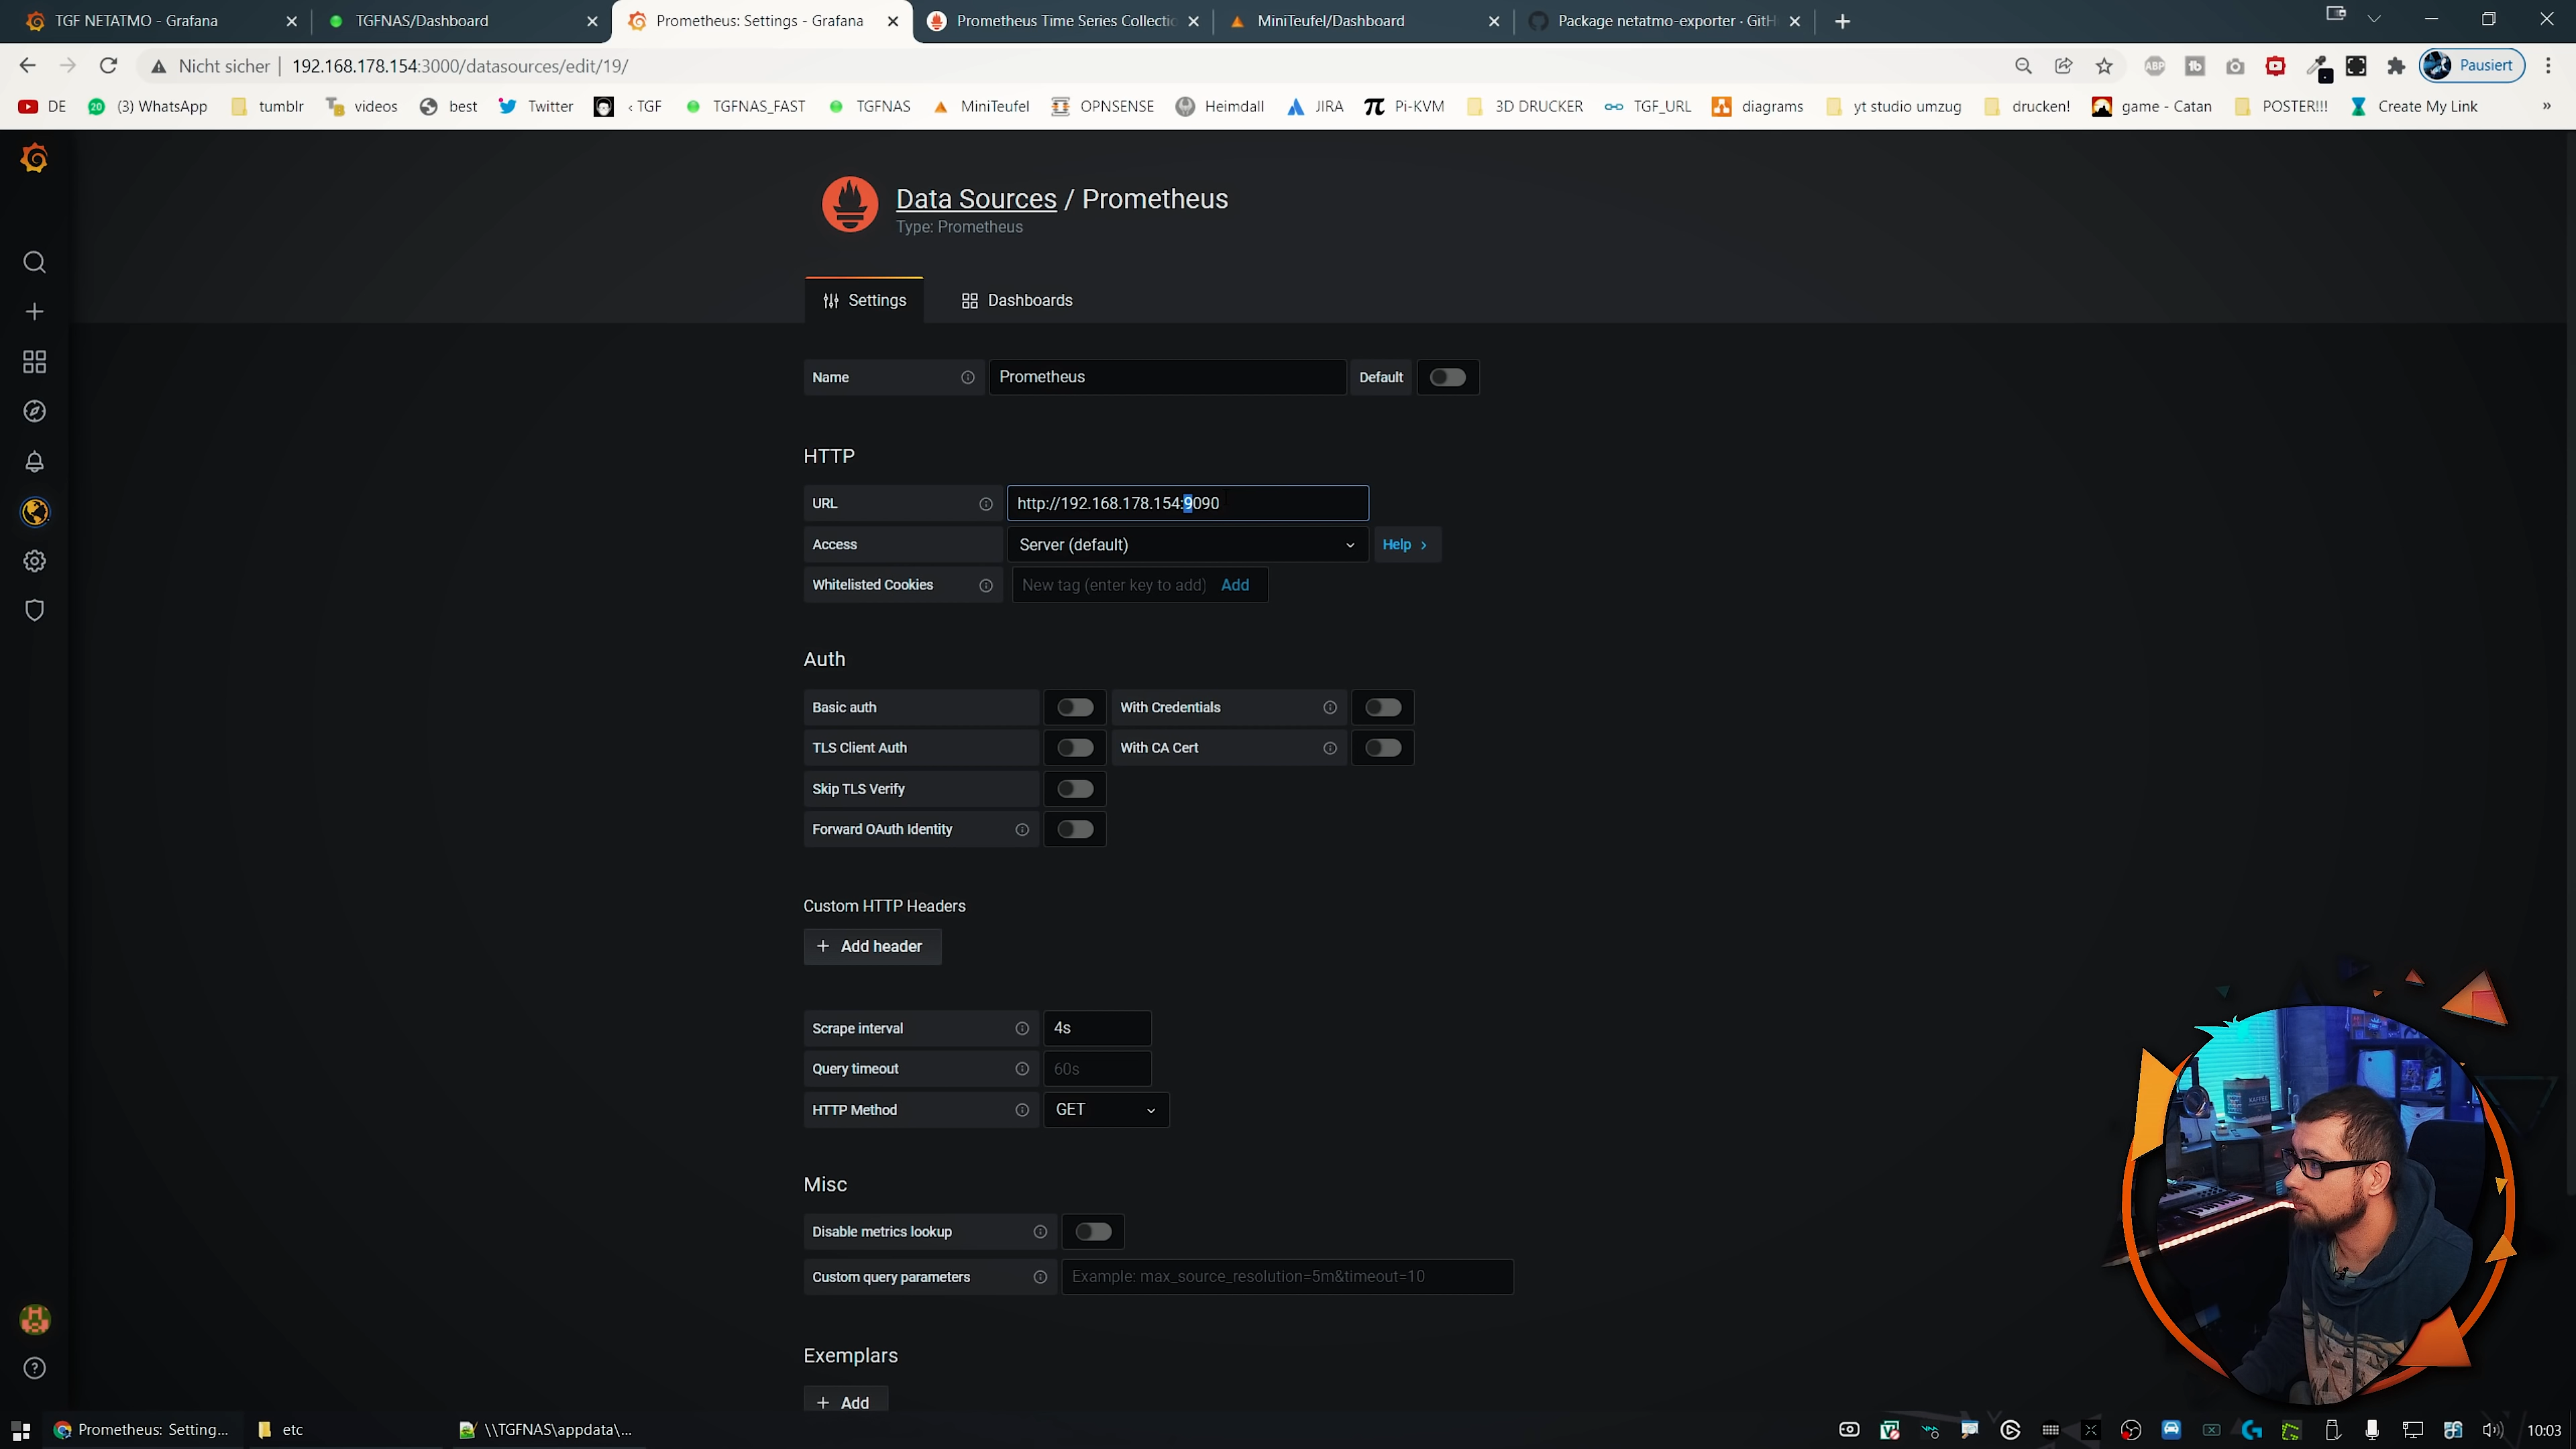 TGF NETATMO - Grafana
TGFNAS/Dashboard
Prometheus: Settings - Grafana
Prometheus Time Series Collectio
MiniTeufel/Dashboard
Package netatmo-exporter · GitH
Nicht sicher | 192.168.178.154:3000/datasources/edit/19/
ABP
Pausiert
DE
20 (3) WhatsApp
tumblr
videos
best
Twitter
‹ TGF
TGFNAS_FAST
TGFNAS
MiniTeufel
OPNSENSE
Heimdall
JIRA
Pi-KVM
3D DRUCKER
TGF_URL
diagrams
yt studio umzug
drucken!
game - Catan
POSTER!!!
Create My Link
»
Data Sources / Prometheus
Type: Prometheus
Settings
Dashboards
Name
Prometheus
Default
HTTP
URL
http://192.168.178.154:9090
Access
Server (default)
Help ›
Whitelisted Cookies
New tag (enter key to add)
Add
Auth
Basic auth
With Credentials
TLS Client Auth
With CA Cert
Skip TLS Verify
Forward OAuth Identity
Custom HTTP Headers
+ Add header
Scrape interval
4s
Query timeout
60s
HTTP Method
GET
Misc
Disable metrics lookup
Custom query parameters
Example: max_source_resolution=5m&timeout=10
Exemplars
+ Add
KAFFEE
Prometheus: Setting...
etc
\\TGFNAS\appdata\...
10:03